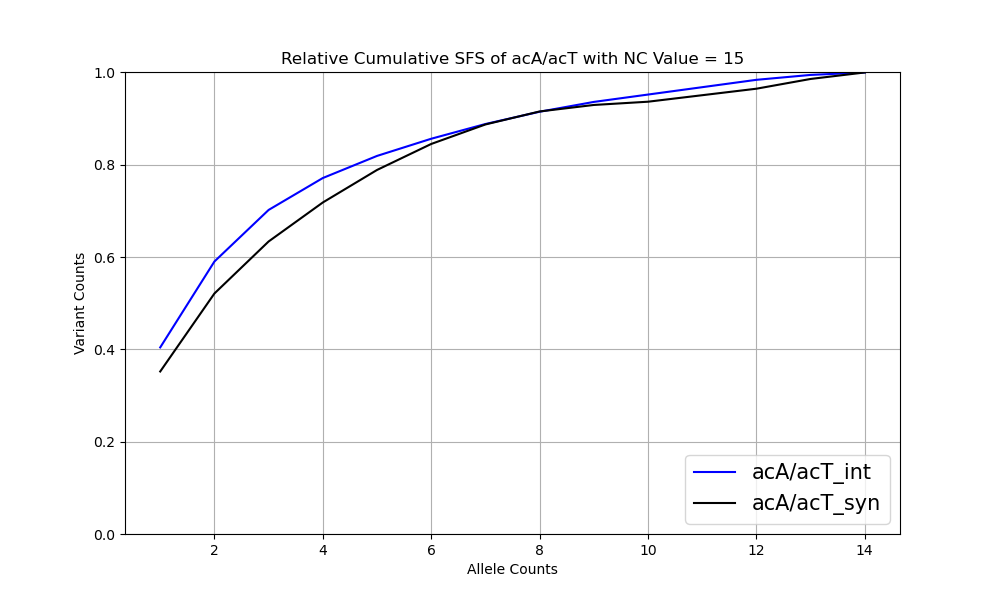 Relative Cumulative SFS of acA/acT with NC Value = 15
1.0
0.8
0.6
0.4
0.2
0.0
Variant Counts
2 4 6 8 10 12 14
Allele Counts
acA/acT_int
acA/acT_syn